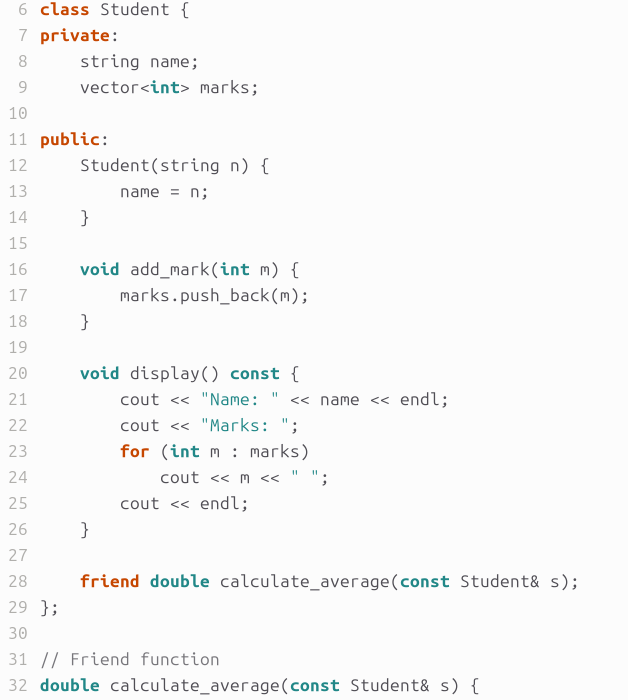 6 class Student {
7 private:
8     string name;
9     vector<int> marks;
10
11 public:
12     Student(string n) {
13         name = n;
14     }
15
16     void add_mark(int m) {
17         marks.push_back(m);
18     }
19
20     void display() const {
21         cout << "Name: " << name << endl;
22         cout << "Marks: ";
23         for (int m : marks)
24             cout << m << " ";
25         cout << endl;
26     }
27
28     friend double calculate_average(const Student& s);
29 };
30
31 // Friend function
32 double calculate_average(const Student& s) {